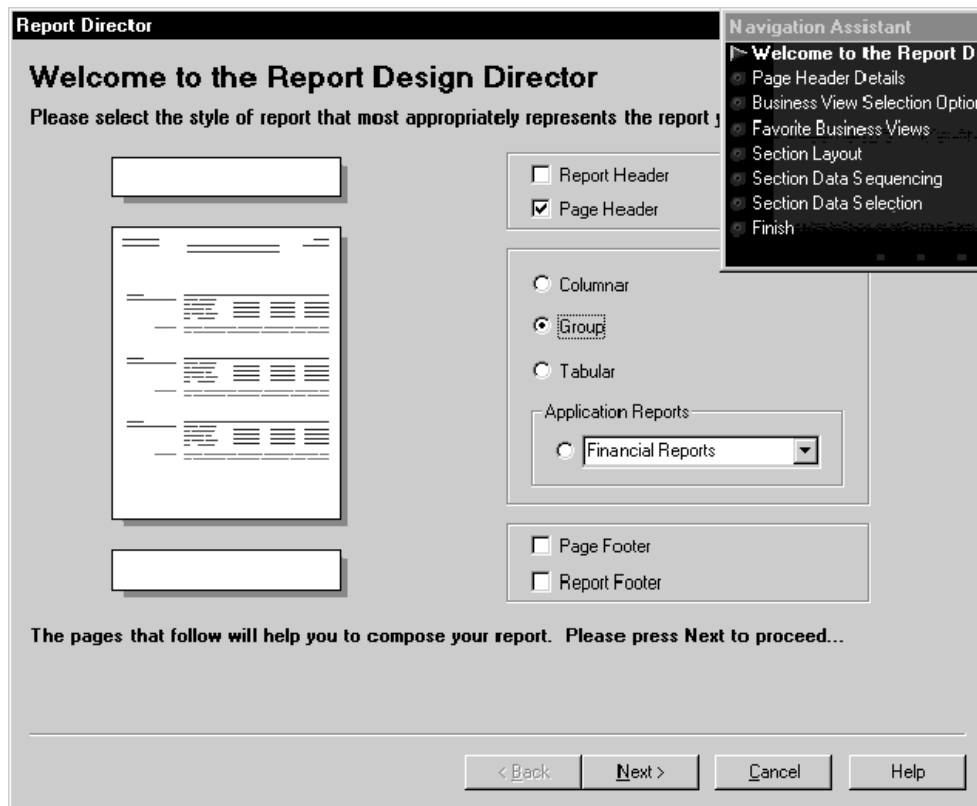 Report Director
Welcome to the Report Design Director
Please select the style of report that most appropriately represents the report
Report Header
Page Header
Columnar
Group
Tabular
Application Reports
Financial Reports
Page Footer
Report Footer
The pages that follow will help you to compose your report. Please press Next to proceed...
< Back
Next >
Cancel
Help
Navigation Assistant
Welcome to the Report D
Page Header Details
Business View Selection Option
Favorite Business Views
Section Layout
Section Data Sequencing
Section Data Selection
Finish